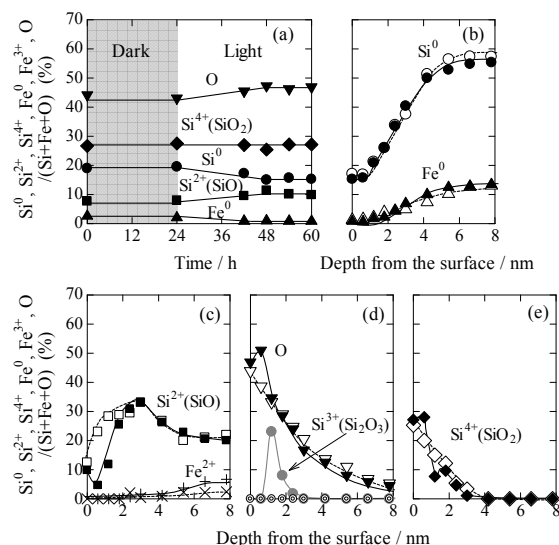 Si⁰, Si²⁺, Si⁴⁺, Fe⁰, Fe³⁺, O
/(Si+Fe+O) (%)
70
60
50
40
30
20
10
0
Dark
Light
(a)
O
Si⁴⁺(SiO₂)
Si⁰
Si²⁺(SiO)
Fe⁰
0 12 24 36 48 60
Time / h
(b)
Si⁰
Fe⁰
0 2 4 6 8
Depth from the surface / nm
Si⁰, Si²⁺, Si⁴⁺, Fe⁰, Fe³⁺, O
/(Si+Fe+O) (%)
70
60
50
40
30
20
10
0
(c)
Si²⁺(SiO)
Fe²⁺
0 2 4 6 8
(d)
O
Si³⁺(Si₂O₃)
0 2 4 6 8
(e)
Si⁴⁺(SiO₂)
0 2 4 6 8
Depth from the surface / nm